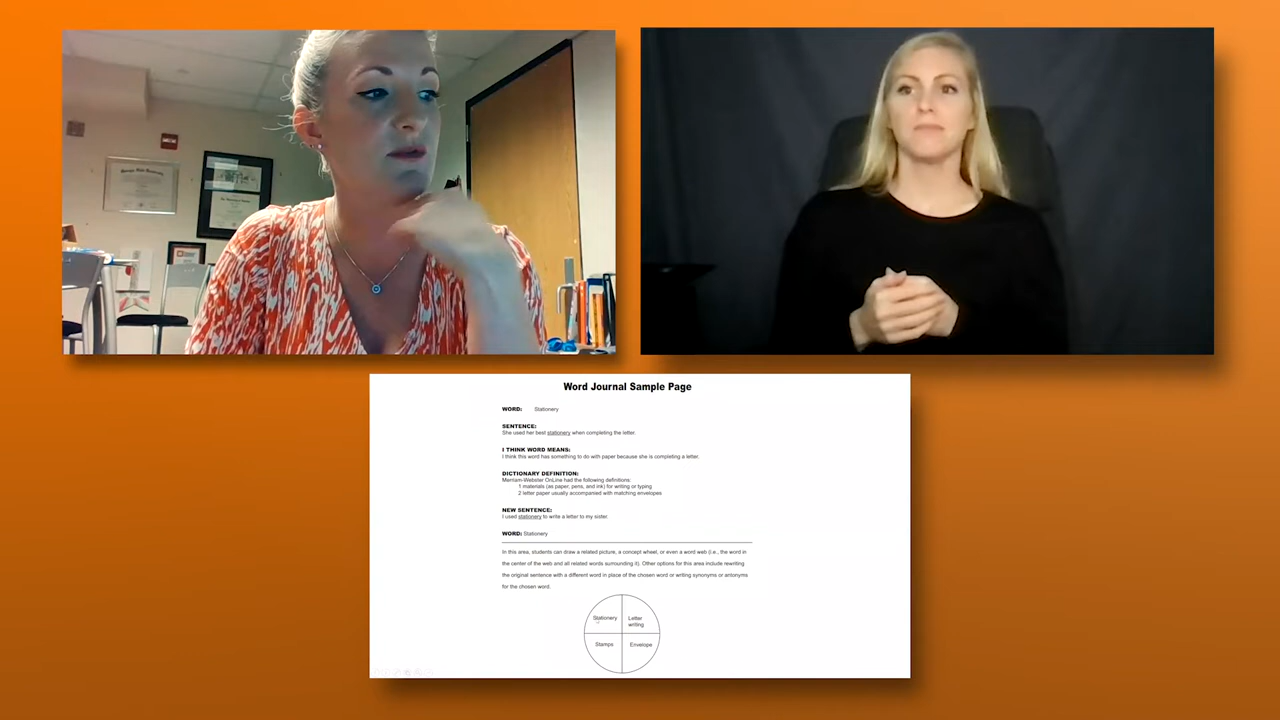 Word Journal Sample Page
WORD: Stationery
SENTENCE:
She used her best stationery when completing the letter.
I THINK WORD MEANS:
I think this word has something to do with paper because she is completing a letter.
DICTIONARY DEFINITION:
Merriam-Webster OnLine had the following definitions:
1 materials (as paper, pens, and ink) for writing or typing
2 letter paper usually accompanied with matching envelopes
NEW SENTENCE:
I used stationery to write a letter to my sister.
WORD: Stationery
In this area, students can draw a related picture, a concept wheel, or even a word web (i.e., the word in
the center of the web and all related words surrounding it). Other options for this area include rewriting
the original sentence with a different word in place of the chosen word or writing synonyms or antonyms
for the chosen word.
Stationery
Letter
writing
Stamps
Envelope